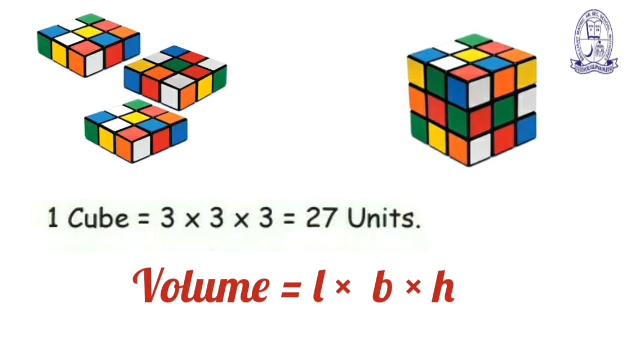 1 Cube = 3 x 3 x 3 = 27 Units.
Volume = l × b × h